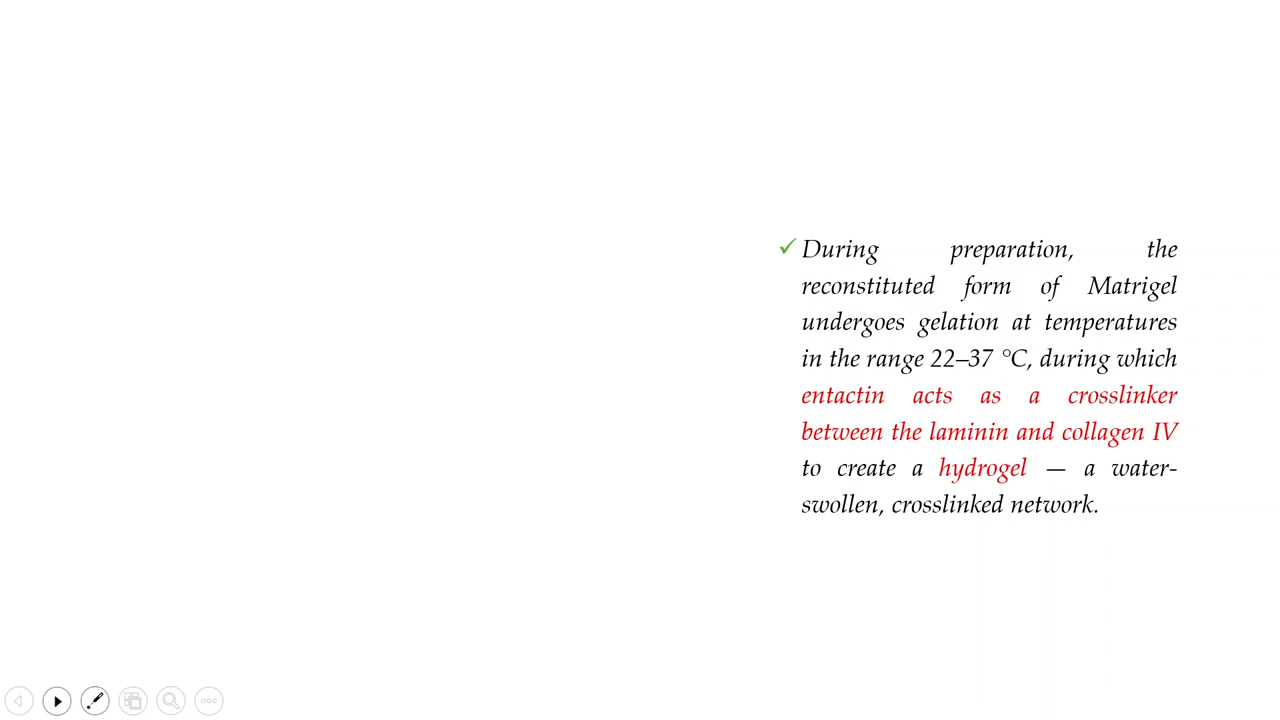 ✓During preparation, the
reconstituted form of Matrigel
undergoes gelation at temperatures
in the range 22–37 °C, during which
entactin acts as a crosslinker
between the laminin and collagen IV
to create a hydrogel — a water-
swollen, crosslinked network.